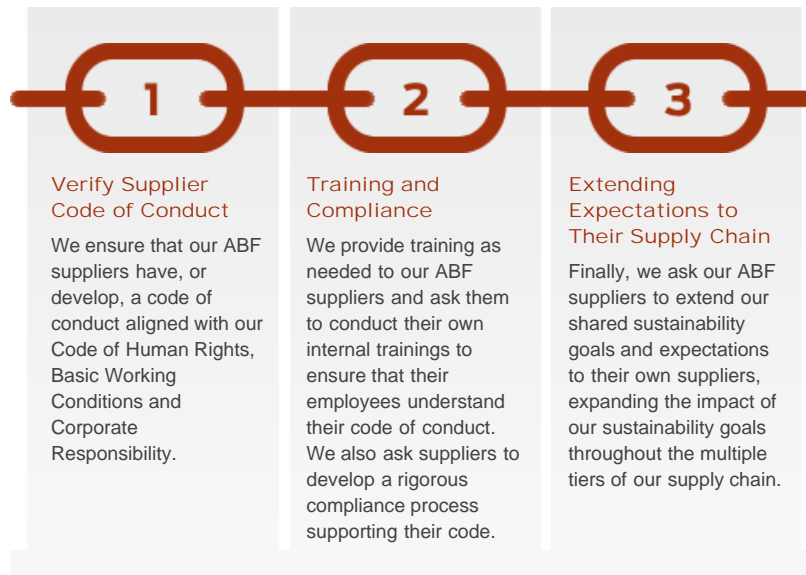 1
Verify Supplier
Code of Conduct
We ensure that our ABF
suppliers have, or
develop, a code of
conduct aligned with our
Code of Human Rights,
Basic Working
Conditions and
Corporate
Responsibility.
2
Training and
Compliance
We provide training as
needed to our ABF
suppliers and ask them
to conduct their own
internal trainings to
ensure that their
employees understand
their code of conduct.
We also ask suppliers to
develop a rigorous
compliance process
supporting their code.
3
Extending
Expectations to
Their Supply Chain
Finally, we ask our ABF
suppliers to extend our
shared sustainability
goals and expectations
to their own suppliers,
expanding the impact of
our sustainability goals
throughout the multiple
tiers of our supply chain.